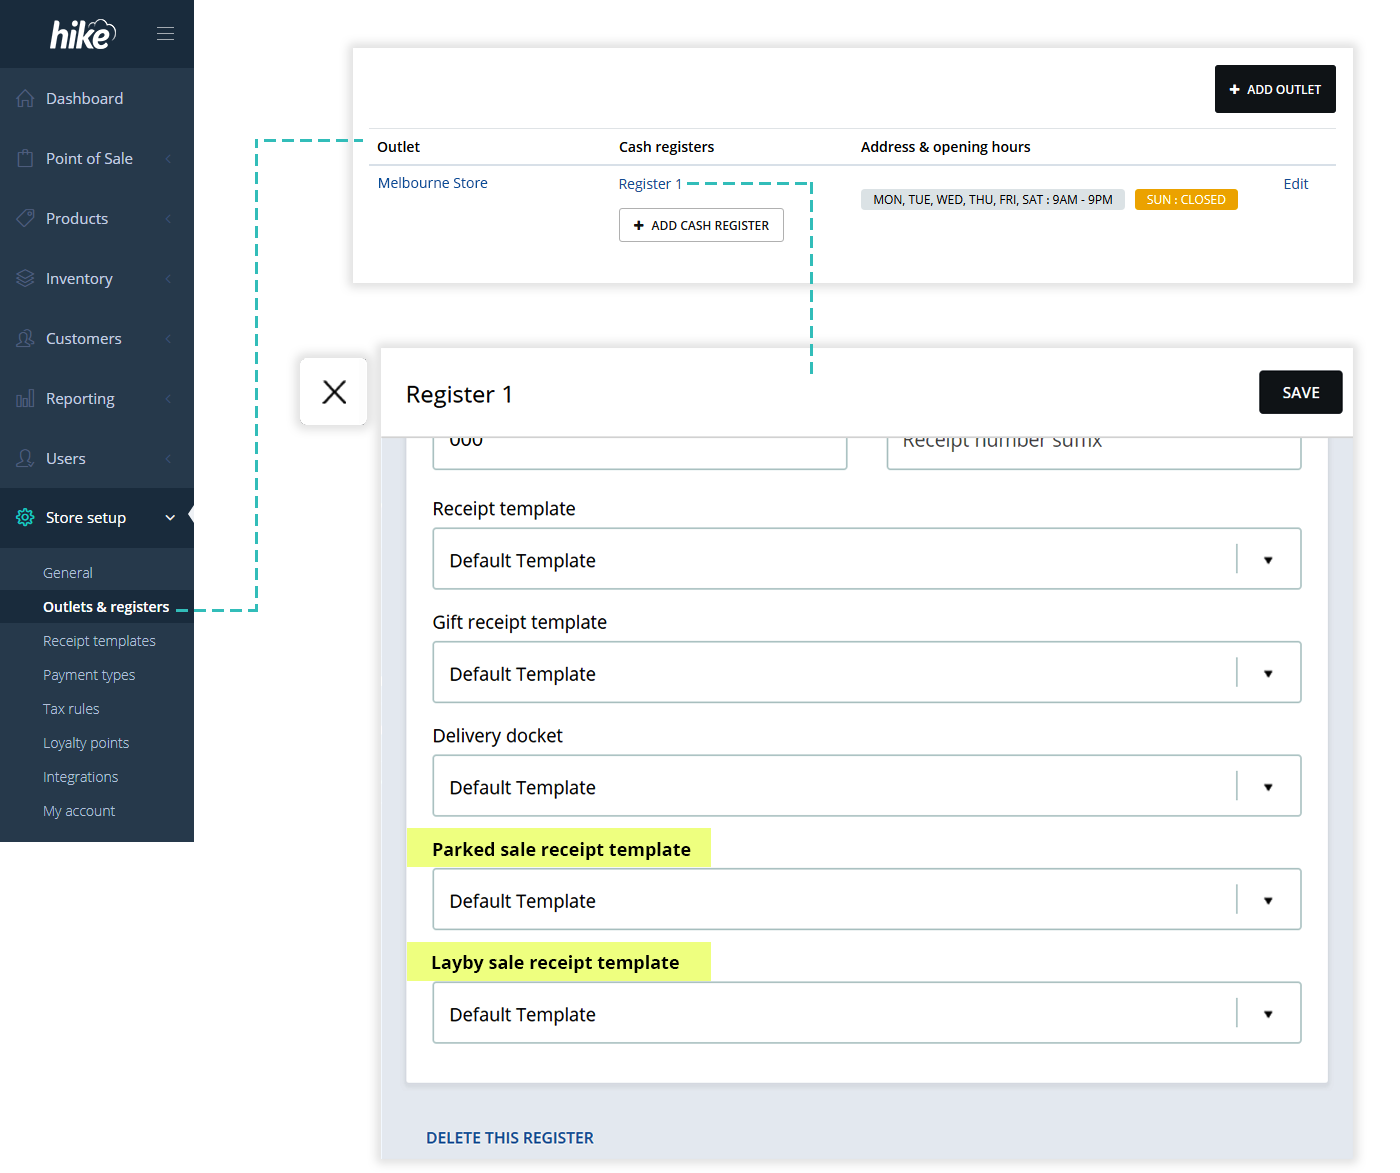 hike
Dashboard
Point of Sale
Products
Inventory
Customers
Reporting
Users
Store setup
General
Outlets & registers
Receipt templates
Payment types
Tax rules
Loyalty points
Integrations
My account
+ ADD OUTLET
Outlet Cash registers Address & opening hours
Melbourne Store Register 1 MON, TUE, WED, THU, FRI, SAT : 9AM - 9PM SUN : CLOSED Edit
+ ADD CASH REGISTER
Register 1 SAVE
000 Receipt number suffix
Receipt template
Default Template
Gift receipt template
Default Template
Delivery docket
Default Template
Parked sale receipt template
Default Template
Layby sale receipt template
Default Template
DELETE THIS REGISTER